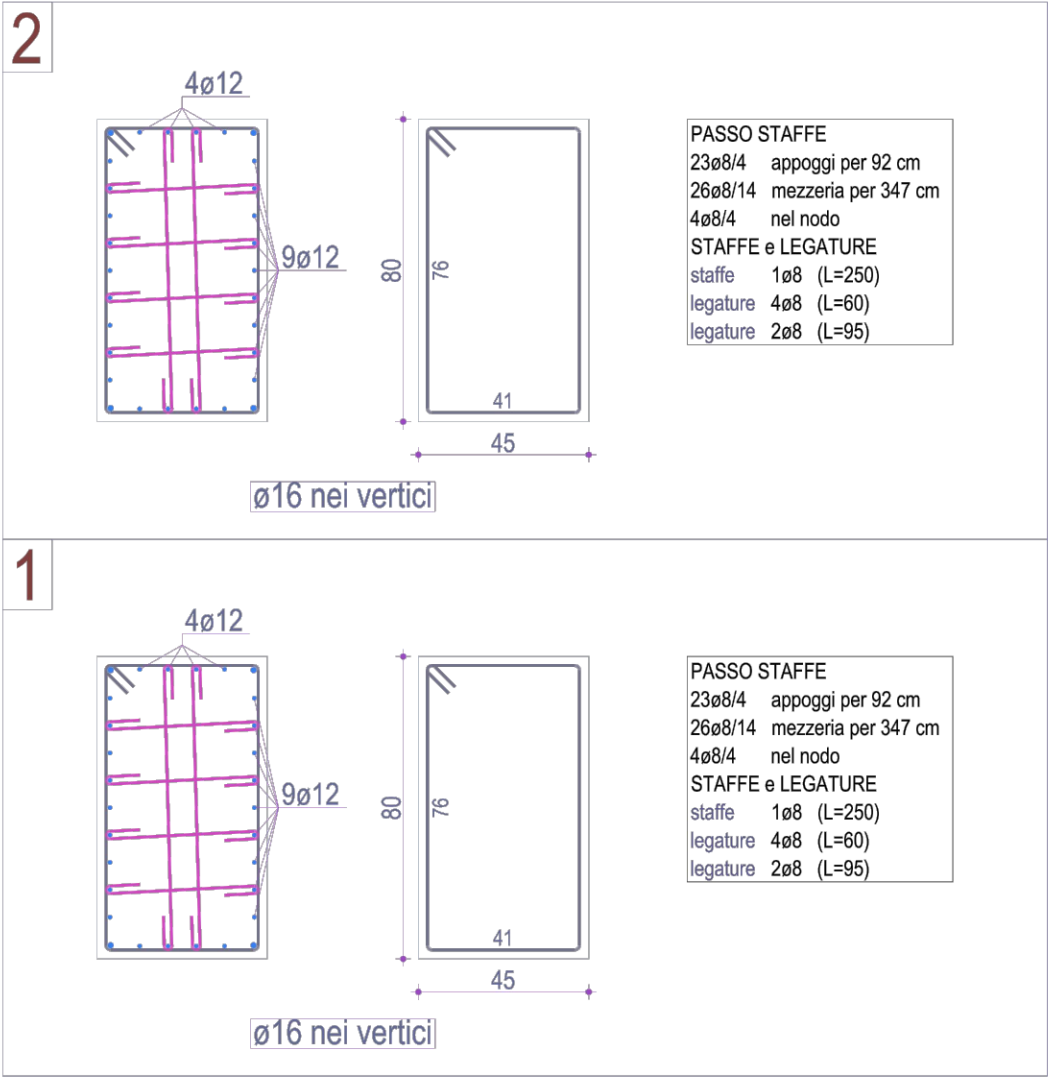 2
4ø12
9ø12
80
76
41
45
ø16 nei vertici
PASSO STAFFE
23ø8/4 appoggi per 92 cm
26ø8/14 mezzeria per 347 cm
4ø8/4 nel nodo
STAFFE e LEGATURE
staffe 1ø8 (L=250)
legature 4ø8 (L=60)
legature 2ø8 (L=95)
1
4ø12
9ø12
80
76
41
45
ø16 nei vertici
PASSO STAFFE
23ø8/4 appoggi per 92 cm
26ø8/14 mezzeria per 347 cm
4ø8/4 nel nodo
STAFFE e LEGATURE
staffe 1ø8 (L=250)
legature 4ø8 (L=60)
legature 2ø8 (L=95)